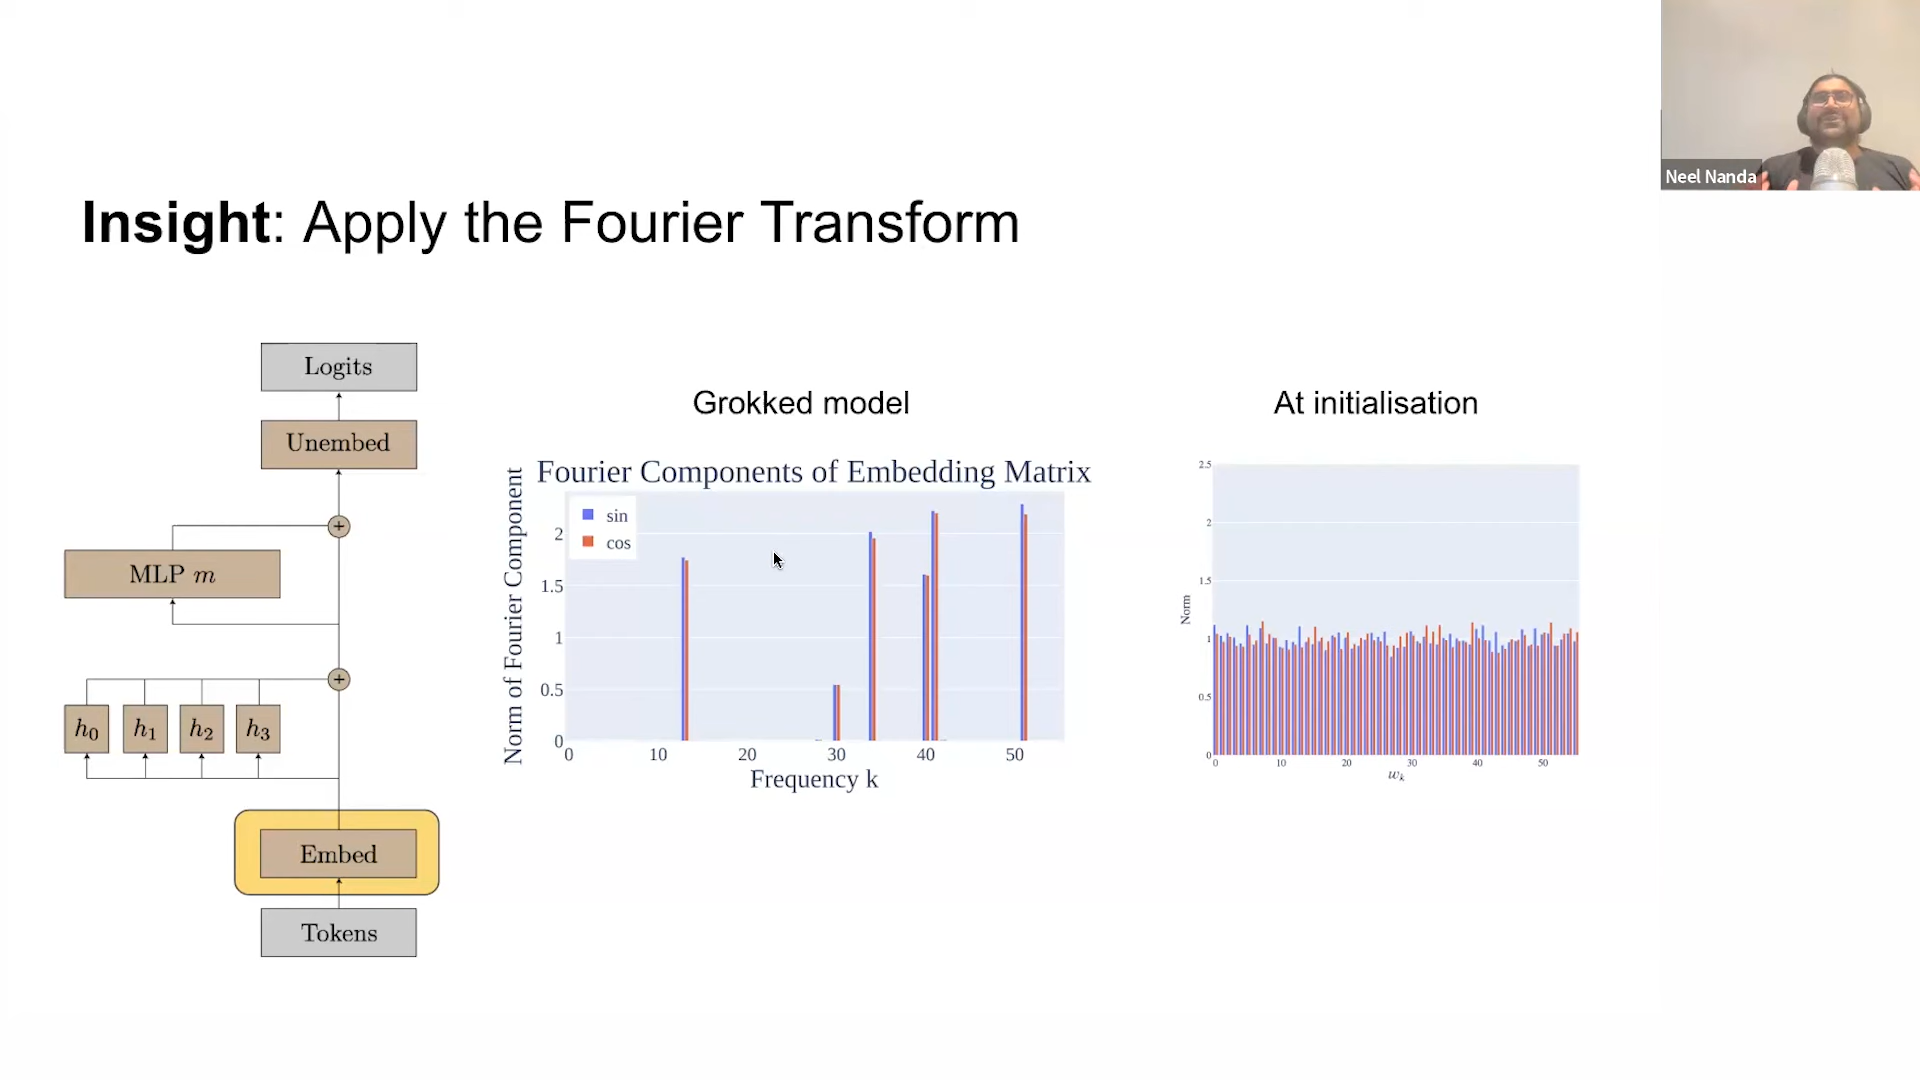 Neel Nanda
Insight: Apply the Fourier Transform
Logits
Unembed
+
MLP m
+
h0 h1 h2 h3
Embed
Tokens
Grokked model
Fourier Components of Embedding Matrix
Norm of Fourier Component
sin
cos
2
1.5
1
0.5
0
0 10 20 30 40 50
Frequency k
At initialisation
Norm
2.5
2
1.5
1
0.5
0
0 10 20 30 40 50
wk